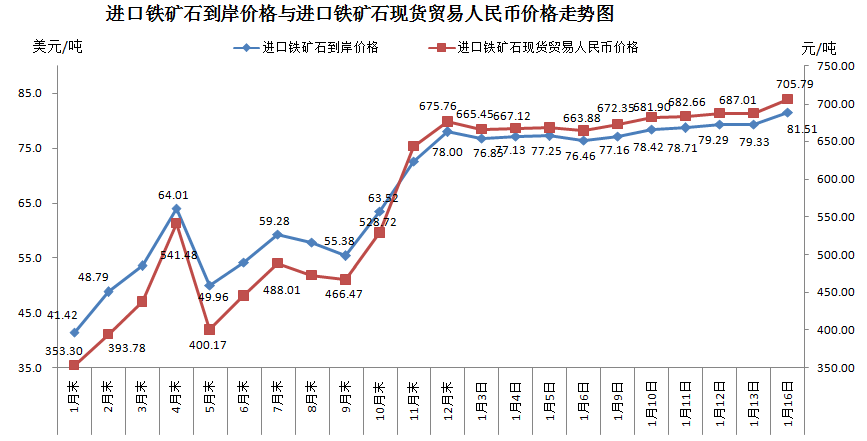 进口铁矿石到岸价格与进口铁矿石现货贸易人民币价格走势图
美元/吨
进口铁矿石到岸价格
进口铁矿石现货贸易人民币价格
元/吨
85.0
75.0
65.0
55.0
45.0
35.0
750.00
700.00
650.00
600.00
550.00
500.00
450.00
400.00
350.00
41.42
48.79
64.01
49.96
59.28
55.38
63.52
78.00
76.85
77.13
77.25
76.46
77.16
78.42
78.71
79.29
79.33
81.51
353.30
393.78
541.48
400.17
488.01
466.47
528.72
675.76
665.45
667.12
663.88
672.35
681.90
682.66
687.01
705.79
1月末
2月末
3月末
4月末
5月末
6月末
7月末
8月末
9月末
10月末
11月末
12月末
1月3日
1月4日
1月5日
1月6日
1月9日
1月10日
1月11日
1月12日
1月13日
1月16日